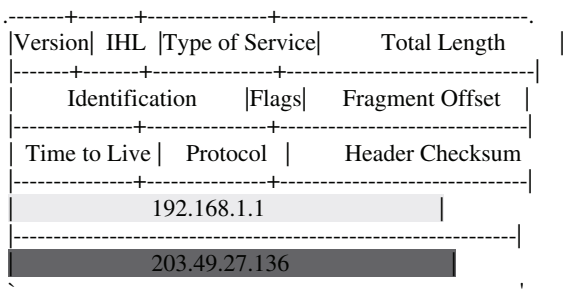 .-------+-------+---------------+-------------------------------.
|Version| IHL |Type of Service| Total Length |
|-------+-------+---------------+-------------------------------|
| Identification |Flags| Fragment Offset |
|---------------+---------------+-------------------------------|
| Time to Live | Protocol | Header Checksum
|---------------+---------------+-------------------------------|
| 192.168.1.1 |
|---------------------------------------------------------------|
| 203.49.27.136 |
`                                                               '